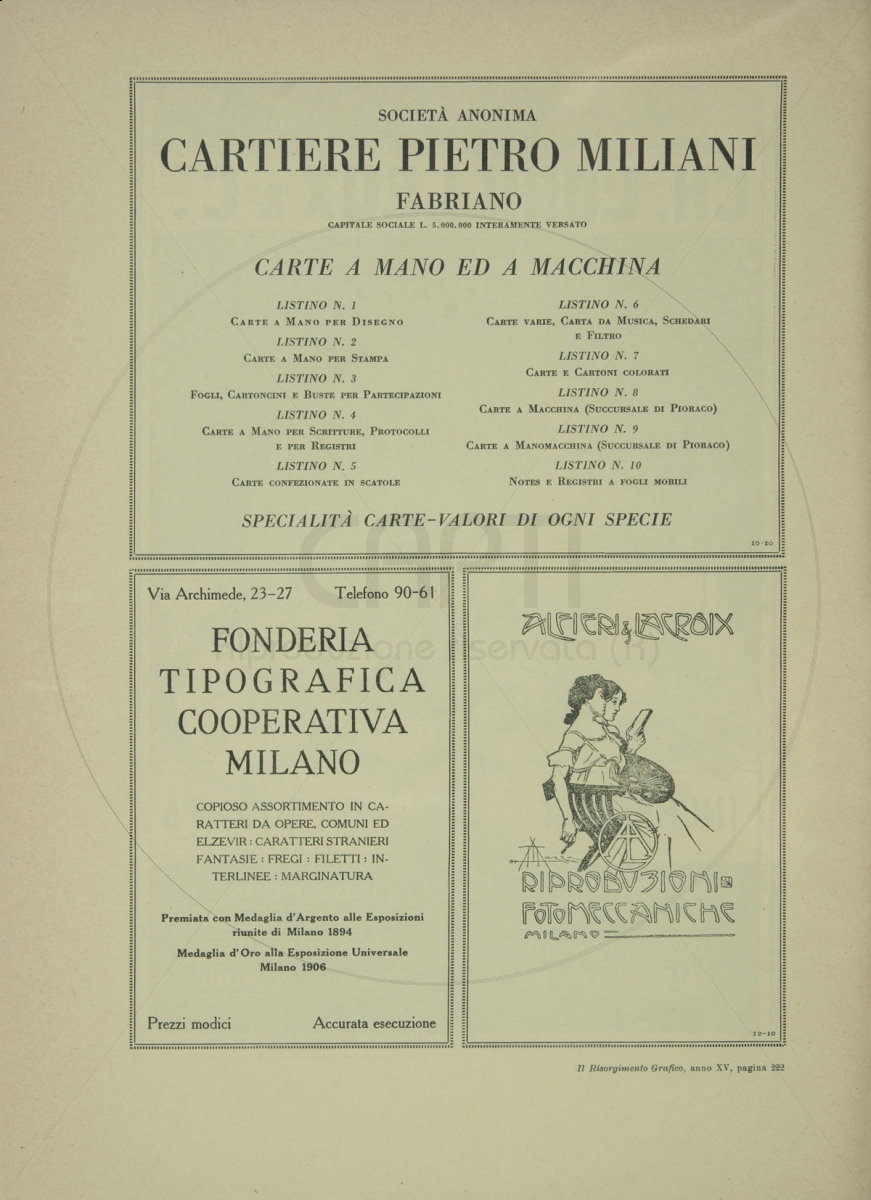 SOCIETÀ ANONIMA
CARTIERE PIETRO MILIANI
FABRIANO
CAPITALE SOCIALE L. 5.000.000 INTERAMENTE VERSATO
CARTE A MANO ED A MACCHINA
LISTINO N. 1
CARTE A MANO PER DISEGNO
LISTINO N. 2
CARTE A MANO PER STAMPA
LISTINO N. 3
FOGLI, CARTONCINI E BUSTE PER PARTECIPAZIONI
LISTINO N. 4
CARTE A MANO PER SCRITTURE, PROTOCOLLI
E PER REGISTRI
LISTINO N. 5
CARTE CONFEZIONATE IN SCATOLE
LISTINO N. 6
CARTE VARIE, CARTA DA MUSICA, SCHEDARI
E FILTRO
LISTINO N. 7
CARTE E CARTONI COLORATI
LISTINO N. 8
CARTE A MACCHINA (SUCCURSALE DI PIORACO)
LISTINO N. 9
CARTE A MANOMACCHINA (SUCCURSALE DI PIORACO)
LISTINO N. 10
NOTES E REGISTRI A FOGLI MOBILI
SPECIALITÀ CARTE-VALORI DI OGNI SPECIE
10-10
Via Archimede, 23-27 Telefono 90-61
FONDERIA
TIPOGRAFICA
COOPERATIVA
MILANO
COPIOSO ASSORTIMENTO IN CA-
RATTERI DA OPERE, COMUNI ED
ELZEVIR : CARATTERI STRANIERI
FANTASIE : FREGI : FILETTI : IN-
TERLINEE : MARGINATURA
Premiata con Medaglia d'Argento alle Esposizioni
riunite di Milano 1894
Medaglia d'Oro alla Esposizione Universale
Milano 1906
Prezzi modici Accurata esecuzione
ALFIERI & LACROIX
RIPRODUZIONI
FOTOMECCANICHE
MILANO
12-10
Il Risorgimento Grafico, anno XV, pagina 222
riproduzione riservata (R)